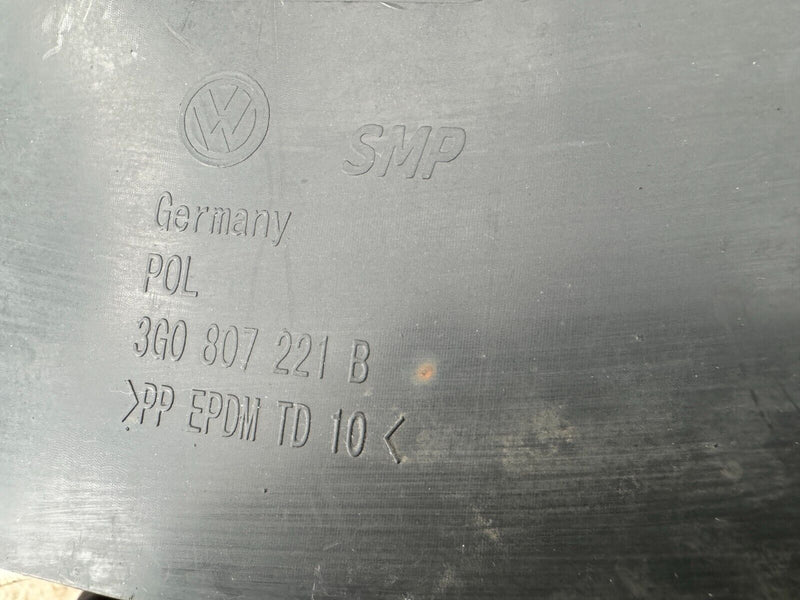 SMP
Germany
POL
3G0 807 221 B
>PP EPDM TD 10<